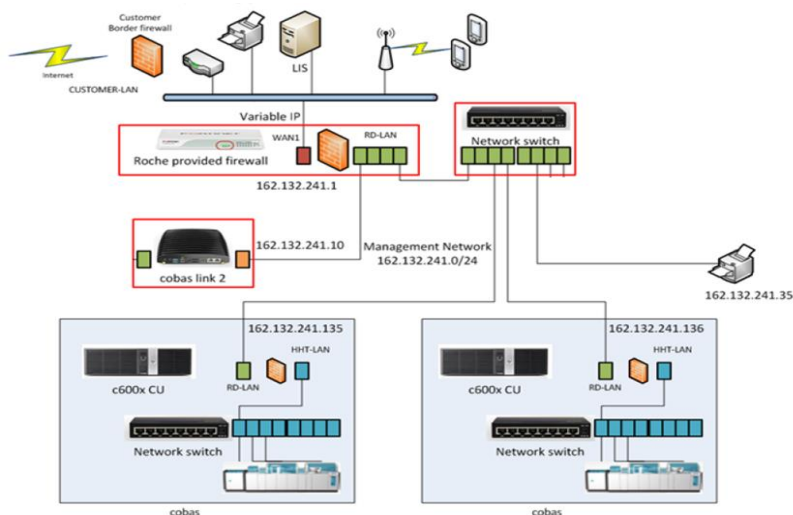 Customer
Border firewall
Internet
CUSTOMER-LAN
LIS
Variable IP
WAN1
RD-LAN
Roche provided firewall
Network switch
162.132.241.1
162.132.241.10
cobas link 2
Management Network
162.132.241.0/24
162.132.241.35
162.132.241.135
HHT-LAN
RD-LAN
c600x CU
Network switch
cobas
162.132.241.136
HHT-LAN
RD-LAN
c600x CU
Network switch
cobas